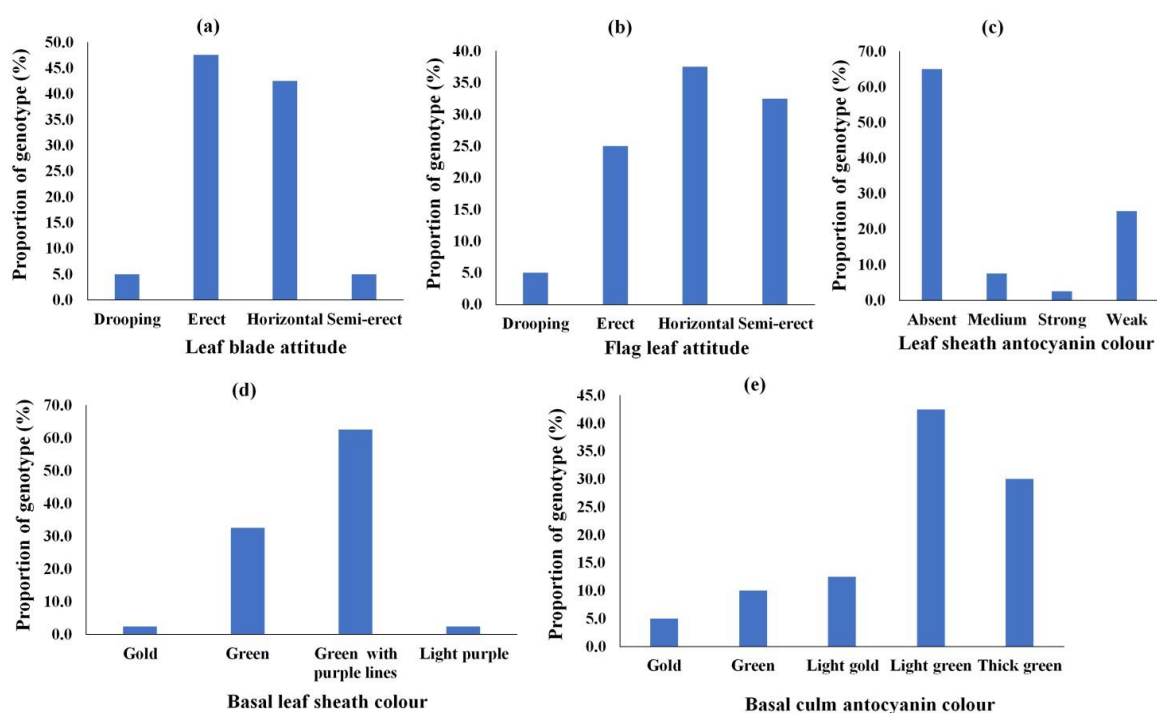 (a)
50.0
45.0
40.0
35.0
30.0
25.0
20.0
15.0
10.0
5.0
0.0
Proportion of genotype (%)
Drooping Erect Horizontal Semi-erect
Leaf blade attitude
(b)
40.0
35.0
30.0
25.0
20.0
15.0
10.0
5.0
0.0
Proportion of genotype (%)
Drooping Erect Horizontal Semi-erect
Flag leaf attitude
(c)
70.0
60.0
50.0
40.0
30.0
20.0
10.0
0.0
Proportion of genotype (%)
Absent Medium Strong Weak
Leaf sheath antocyanin colour
(d)
70.0
60.0
50.0
40.0
30.0
20.0
10.0
0.0
Proportion of genotype (%)
Gold Green Green with Light purple
purple lines
Basal leaf sheath colour
(e)
45.0
40.0
35.0
30.0
25.0
20.0
15.0
10.0
5.0
0.0
Proportion of genotype (%)
Gold Green Light gold Light green Thick green
Basal culm antocyanin colour